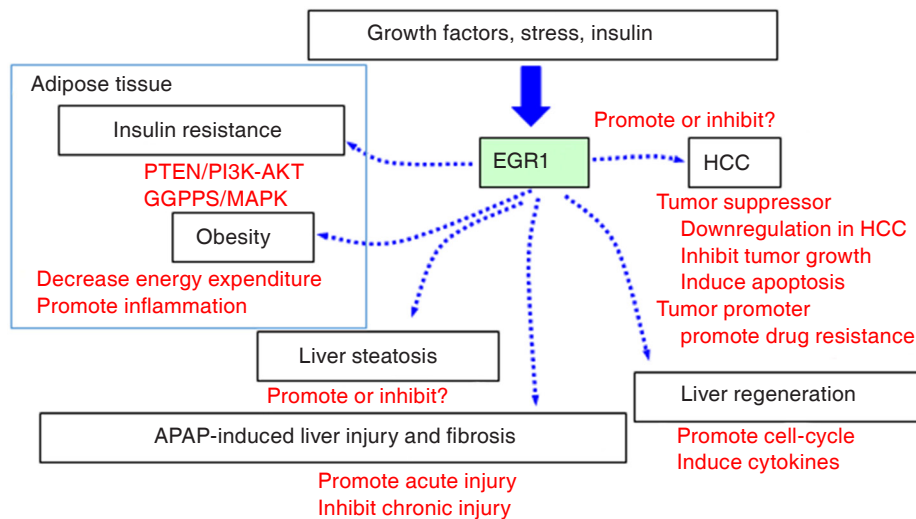 Growth factors, stress, insulin
Adipose tissue
Insulin resistance
PTEN/PI3K-AKT
GGPPS/MAPK
Obesity
Decrease energy expenditure
Promote inflammation
EGR1
Promote or inhibit?
HCC
Tumor suppressor
Downregulation in HCC
Inhibit tumor growth
Induce apoptosis
Tumor promoter
promote drug resistance
Liver steatosis
Promote or inhibit?
Liver regeneration
Promote cell-cycle
Induce cytokines
APAP-induced liver injury and fibrosis
Promote acute injury
Inhibit chronic injury